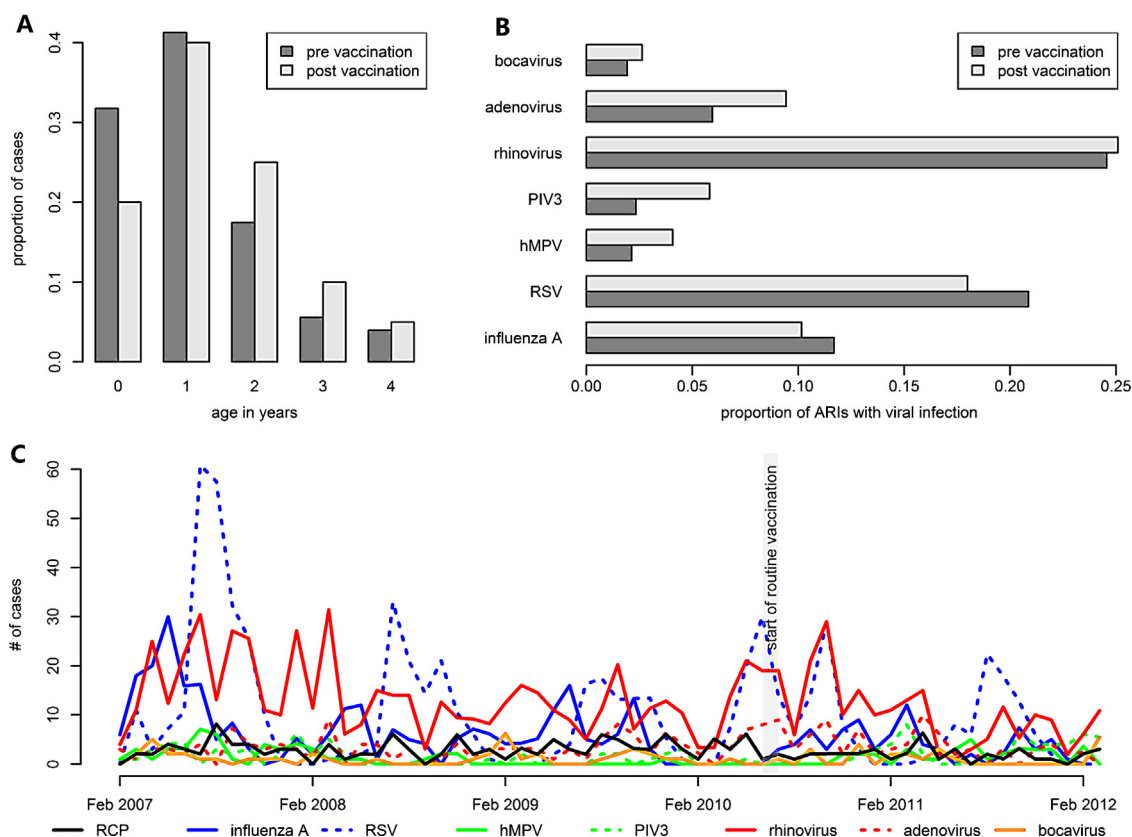 A
pre vaccination
post vaccination
proportion of cases
0.4
0.3
0.2
0.1
0.0
0 1 2 3 4
age in years
B
pre vaccination
post vaccination
bocavirus
adenovirus
rhinovirus
PIV3
hMPV
RSV
influenza A
0.00 0.05 0.10 0.15 0.20 0.25
proportion of ARIs with viral infection
C
# of cases
60
50
40
30
20
10
0
start of routine vaccination
Feb 2007 Feb 2008 Feb 2009 Feb 2010 Feb 2011 Feb 2012
RCP influenza A RSV hMPV PIV3 rhinovirus adenovirus bocavirus